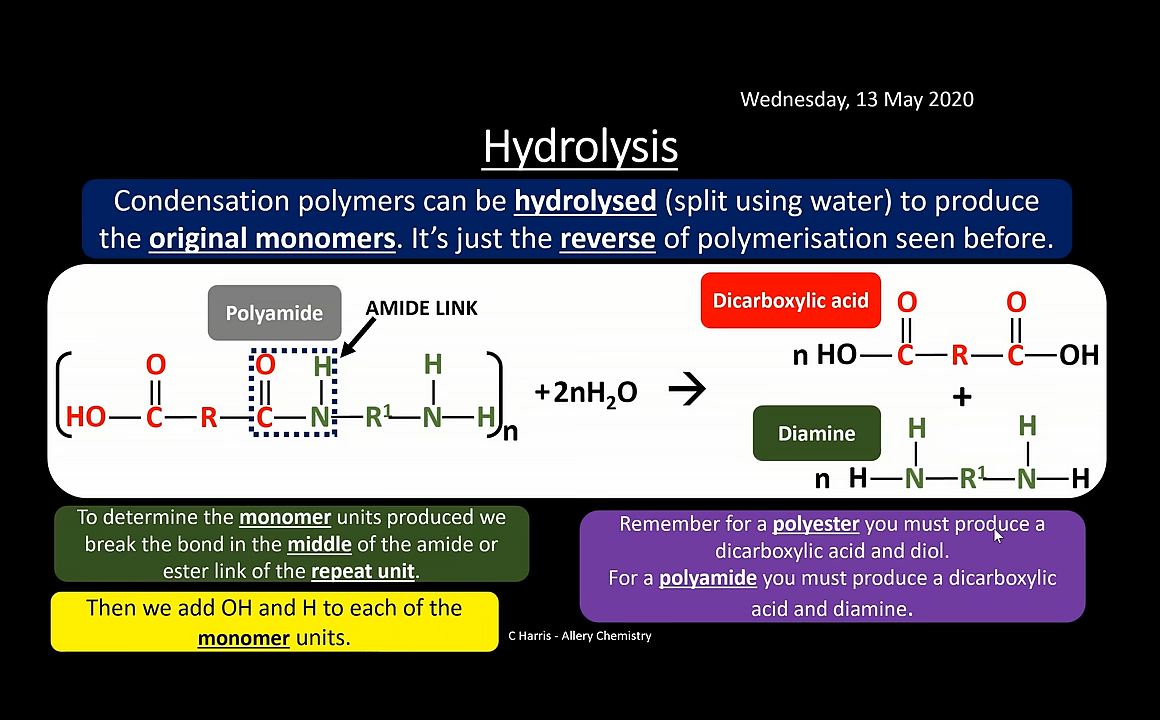 Wednesday, 13 May 2020
Hydrolysis
Condensation polymers can be hydrolysed (split using water) to produce
the original monomers. It’s just the reverse of polymerisation seen before.
Polyamide
AMIDE LINK
O O H H
HO—C—R—C—N—R¹—N—H
n
+2nH₂O →
Dicarboxylic acid
O O
n HO—C—R—C—OH
+
Diamine
H H
n H—N—R¹—N—H
To determine the monomer units produced we
break the bond in the middle of the amide or
ester link of the repeat unit.
Then we add OH and H to each of the
monomer units.
Remember for a polyester you must produce a
dicarboxylic acid and diol.
For a polyamide you must produce a dicarboxylic
acid and diamine.
C Harris - Allery Chemistry